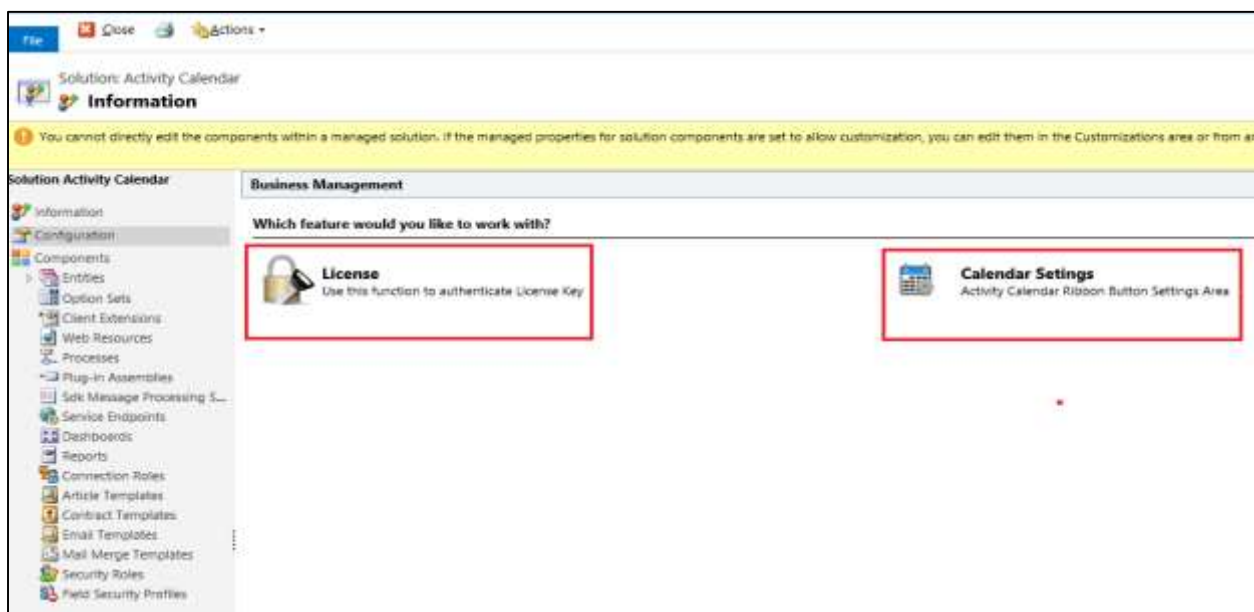 File
Close
Actions
Solution: Activity Calendar
Information
You cannot directly edit the components within a managed solution. If the managed properties for solution components are set to allow customization, you can edit them in the Customizations area or from
Solution Activity Calendar
Business Management
Information
Which feature would you like to work with?
Configuration
Components
Entities
Option Sets
Client Extensions
Web Resources
Processes
Plug-in Assemblies
Sdk Message Processing S...
Service Endpoints
Dashboards
Reports
Connection Roles
Article Templates
Contract Templates
Email Templates
Mail Merge Templates
Security Roles
Field Security Profiles
License
Use this function to authenticate License Key
Calendar Setings
Activity Calendar Ribbon Button Settings Area